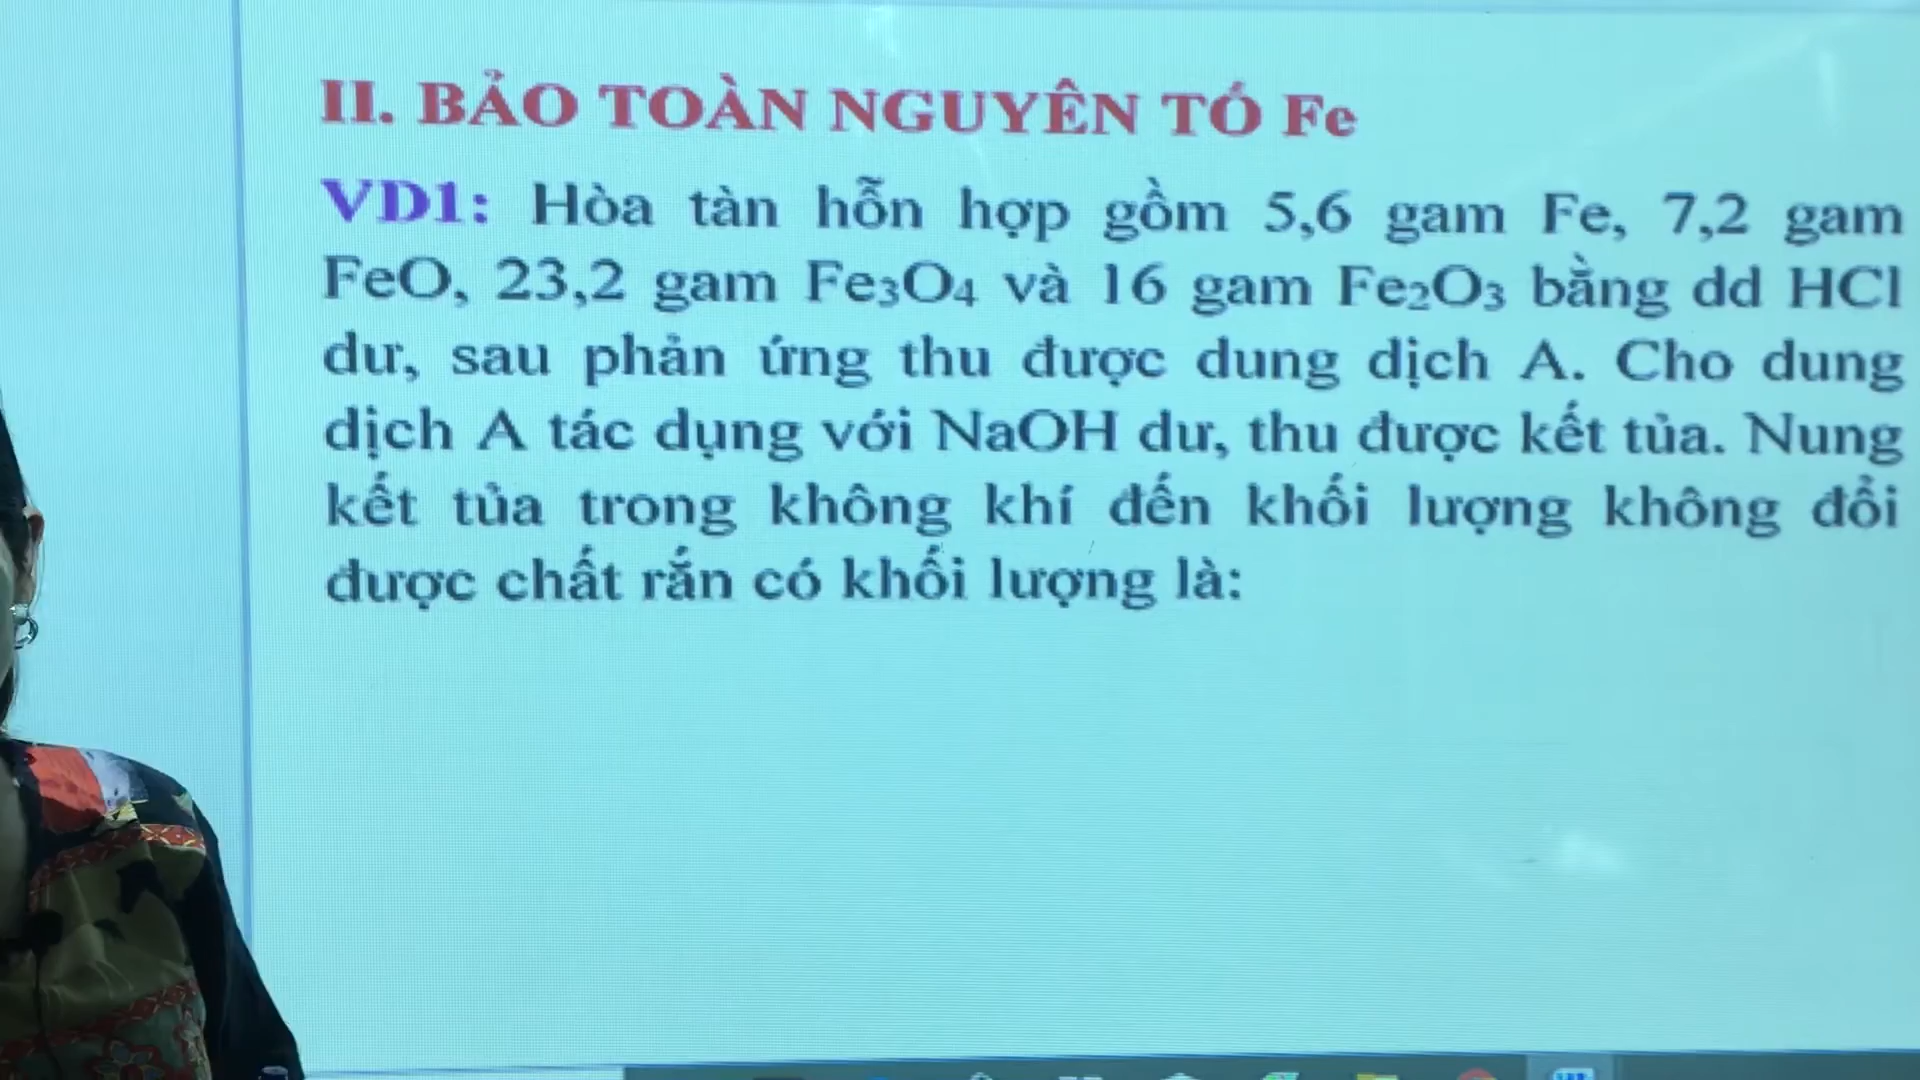 II. BẢO TOÀN NGUYÊN TỐ Fe
VD1: Hòa tàn hỗn hợp gồm 5,6 gam Fe, 7,2 gam
FeO, 23,2 gam Fe₃O₄ và 16 gam Fe₂O₃ bằng dd HCl
dư, sau phản ứng thu được dung dịch A. Cho dung
dịch A tác dụng với NaOH dư, thu được kết tủa. Nung
kết tủa trong không khí đến khối lượng không đổi
được chất rắn có khối lượng là: